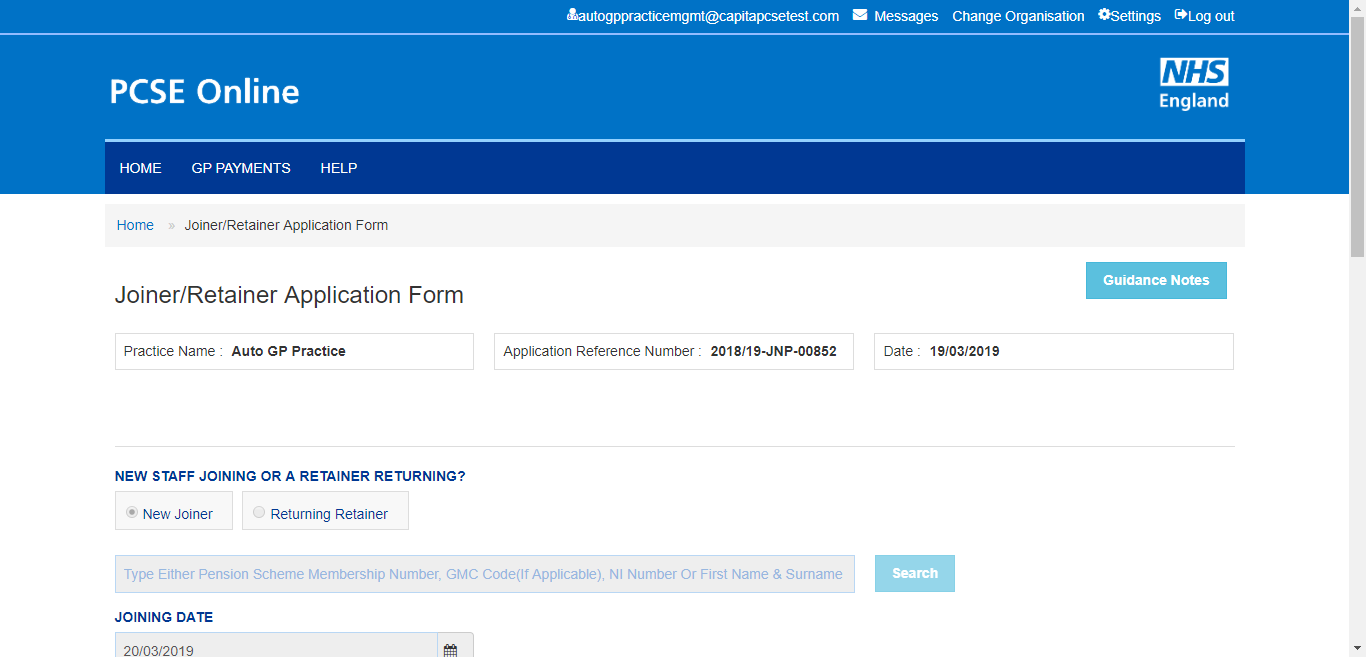 autogppracticemgmt@capitapcsetest.com Messages Change Organisation Settings Log out
PCSE Online
NHS
England
HOME GP PAYMENTS HELP
Home » Joiner/Retainer Application Form
Guidance Notes
Joiner/Retainer Application Form
Practice Name : Auto GP Practice Application Reference Number : 2018/19-JNP-00852 Date : 19/03/2019
NEW STAFF JOINING OR A RETAINER RETURNING?
New Joiner Returning Retainer
Type Either Pension Scheme Membership Number, GMC Code(If Applicable), NI Number Or First Name & Surname Search
JOINING DATE
20/03/2019